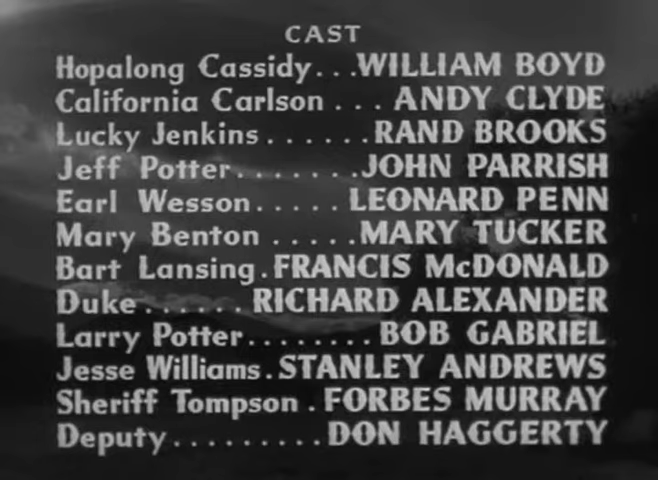 CAST
Hopalong Cassidy...WILLIAM BOYD
California Carlson ... ANDY CLYDE
Lucky Jenkins ...... RAND BROOKS
Jeff Potter.......JOHN PARRISH
Earl Wesson..... LEONARD PENN
Mary Benton .....MARY TUCKER
Bart Lansing.FRANCIS McDONALD
Duke...... RICHARD ALEXANDER
Larry Potter........ BOB GABRIEL
Jesse Williams.STANLEY ANDREWS
Sheriff Tompson . FORBES MURRAY
Deputy.........DON HAGGERTY